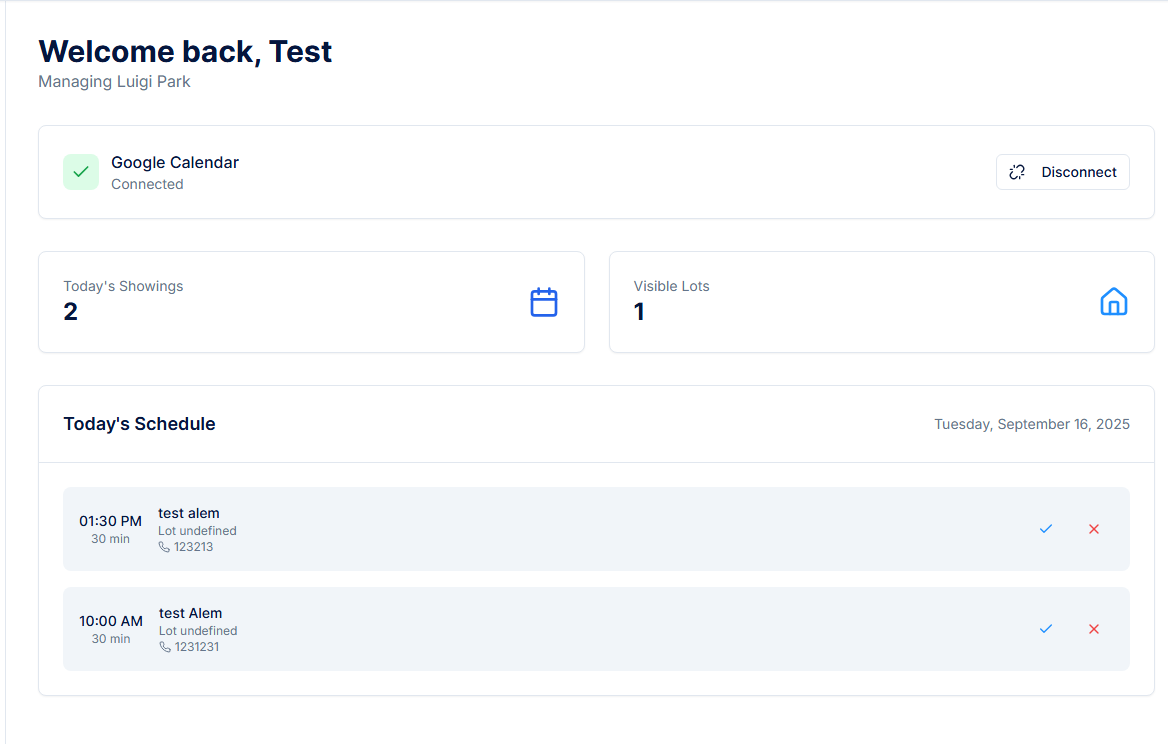 Welcome back, Test
Managing Luigi Park
Google Calendar
Connected
Disconnect
Today's Showings
2
Visible Lots
1
Today's Schedule
Tuesday, September 16, 2025
01:30 PM
30 min
test alem
Lot undefined
123213
10:00 AM
30 min
test Alem
Lot undefined
1231231